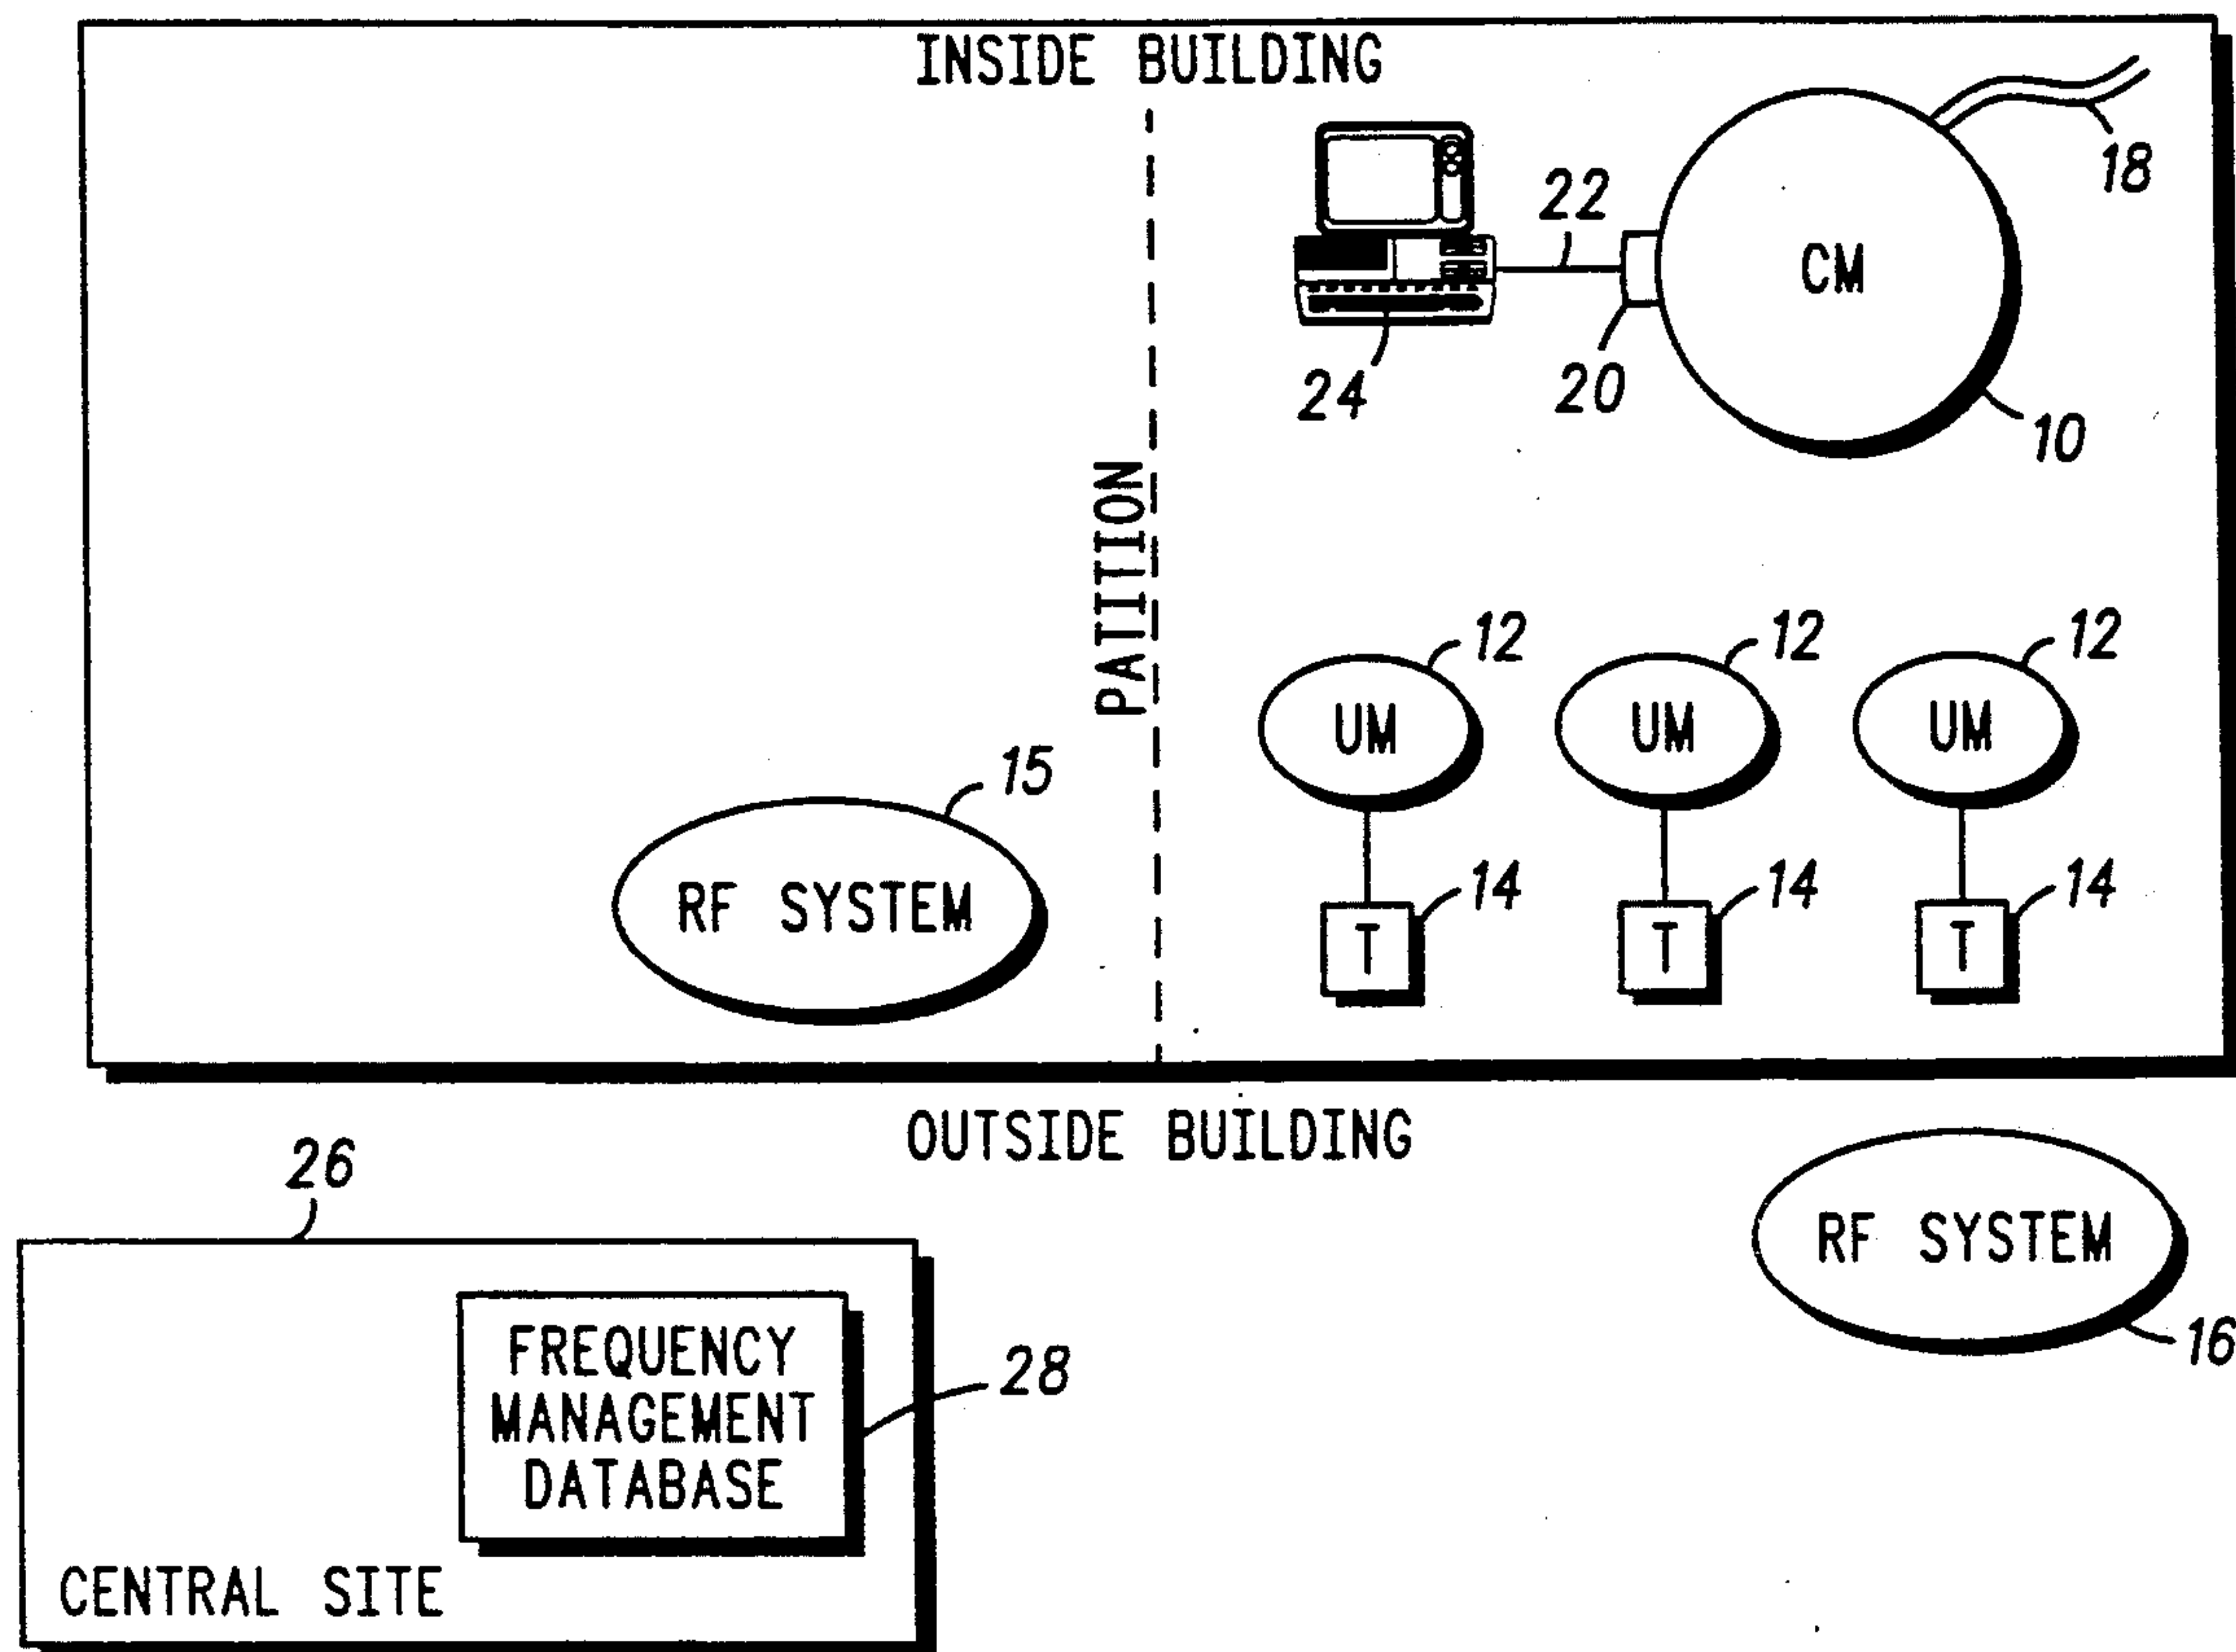 INSIDE BUILDING
18
22
CM
24
20
10
PATITION
12
12
12
UM
UM
UM
15
RF SYSTEM
14
14
14
T
T
T
OUTSIDE BUILDING
26
RF SYSTEM
16
FREQUENCY
MANAGEMENT
DATABASE
28
CENTRAL SITE